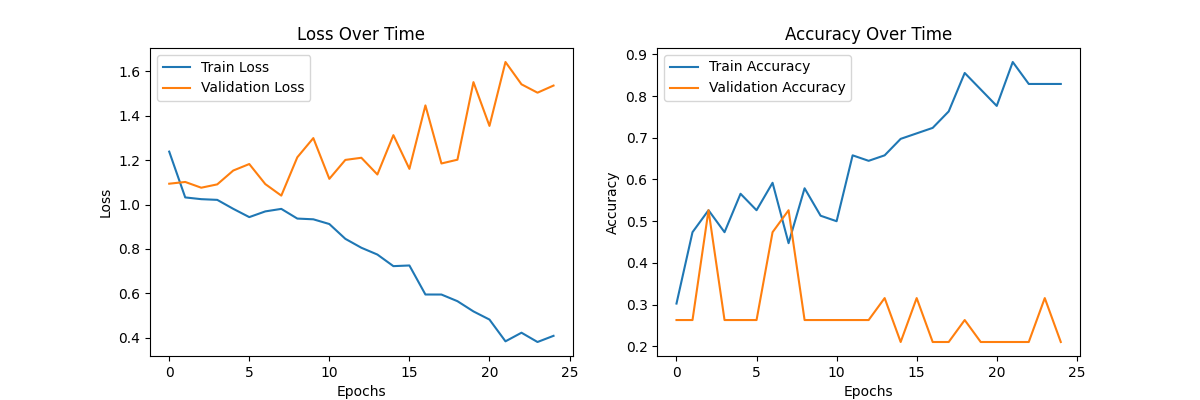 Loss Over Time
Train Loss
Validation Loss
1.6
1.4
1.2
1.0
0.8
0.6
0.4
Loss
0 5 10 15 20 25
Epochs
Accuracy Over Time
Train Accuracy
Validation Accuracy
0.9
0.8
0.7
0.6
0.5
0.4
0.3
0.2
Accuracy
0 5 10 15 20 25
Epochs